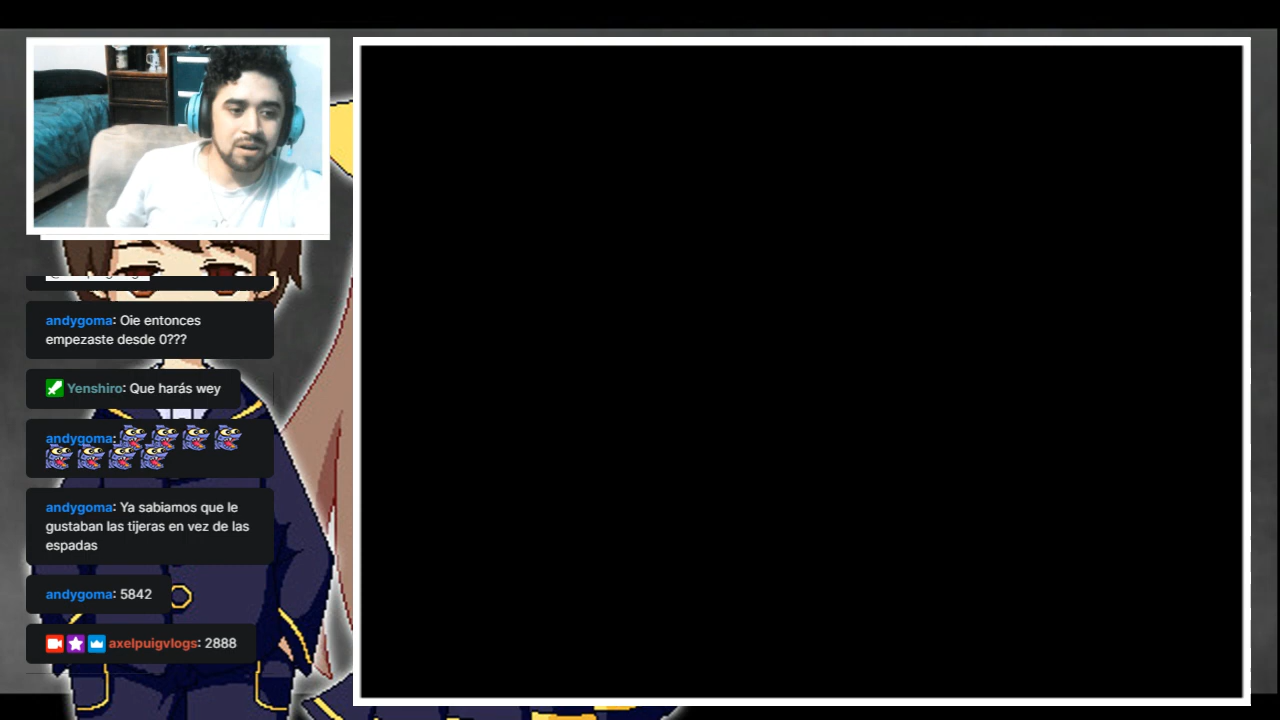 andygoma: Oie entonces
empezaste desde 0???
Yenshiro: Que harás wey
andygoma:
andygoma: Ya sabiamos que le
gustaban las tijeras en vez de las
espadas
andygoma: 5842
axelpuigvlogs: 2888